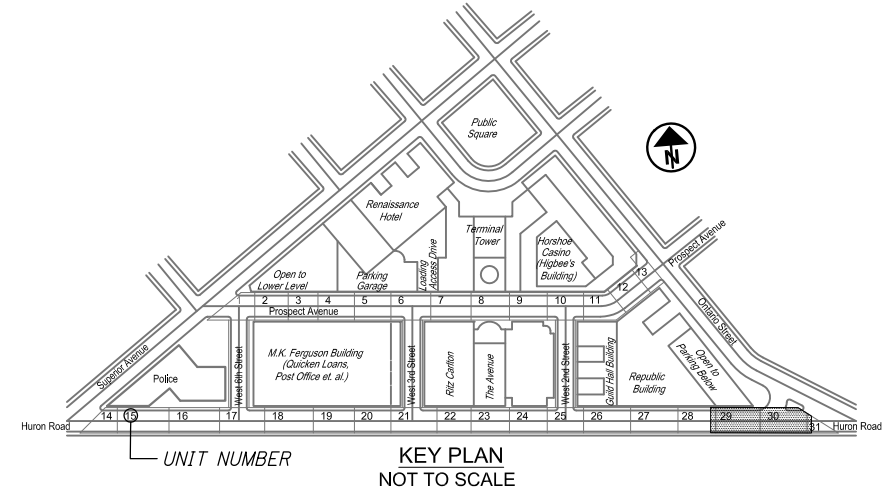 Public
Square
N
Renaissance
Hotel
Terminal
Tower
Horshoe
Casino
(Higbee's
Building)
Prospect Avenue
Open to
Lower Level
Parking
Garage
Loading
Access Drive
13
12
2 3 4 5 6 7 8 9 10 11
Prospect Avenue
Ontario Street
Superior Avenue
Police
West 6th Street
M.K. Ferguson Building
(Quicken Loans,
Post Office et. al.)
West 3rd Street
Ritz Carlton
The Avenue
West 2nd Street
Guild Hall Building
Republic
Building
Open to
Parking Below
Huron Road
14 15 16 17 18 19 20 21 22 23 24 25 26 27 28 29 30 31
Huron Road
UNIT NUMBER
KEY PLAN
NOT TO SCALE